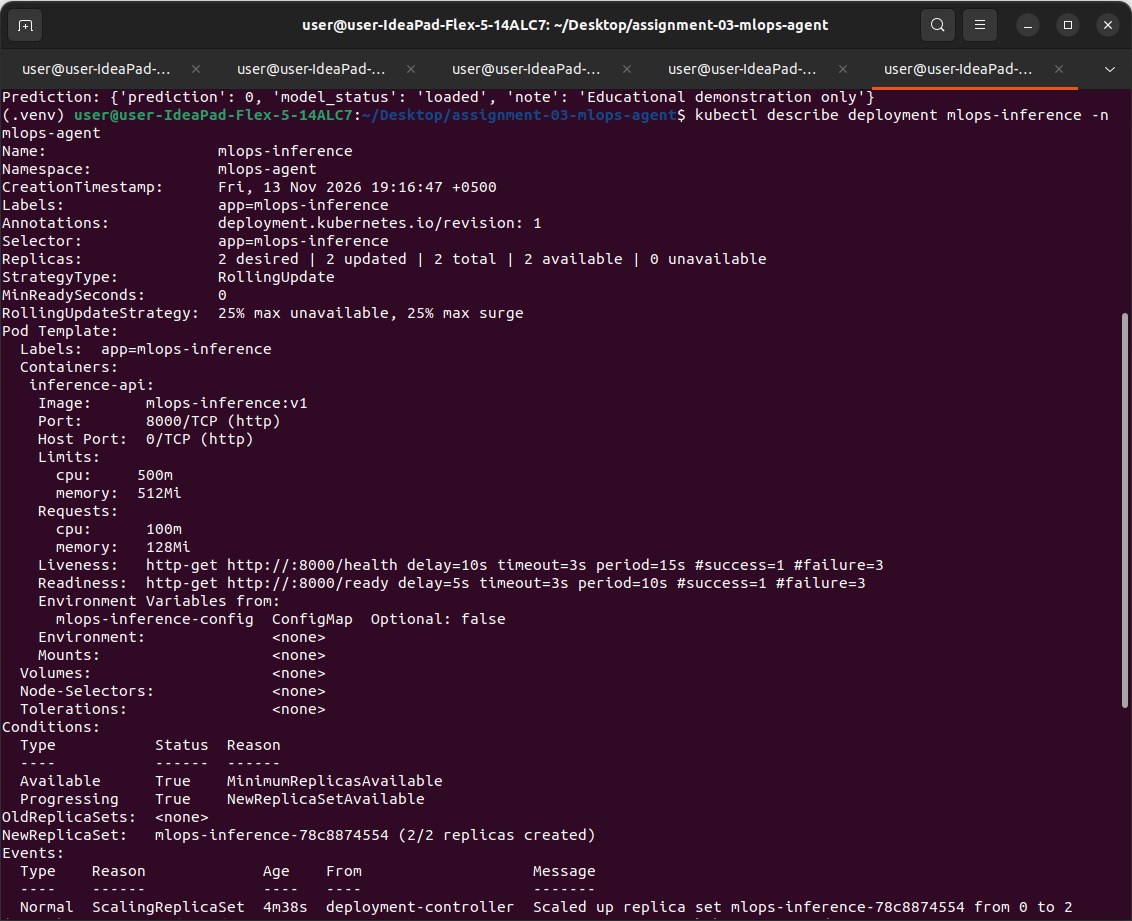 user@user-IdeaPad-Flex-5-14ALC7: ~/Desktop/assignment-03-mlops-agent
user@user-IdeaPad-... × user@user-IdeaPad-... × user@user-IdeaPad-... × user@user-IdeaPad-... × user@user-IdeaPad-... ×
Prediction: {'prediction': 0, 'model_status': 'loaded', 'note': 'Educational demonstration only'}
(.venv) user@user-IdeaPad-Flex-5-14ALC7:~/Desktop/assignment-03-mlops-agent$ kubectl describe deployment mlops-inference -n
mlops-agent
Name:                   mlops-inference
Namespace:              mlops-agent
CreationTimestamp:      Fri, 13 Nov 2026 19:16:47 +0500
Labels:                 app=mlops-inference
Annotations:            deployment.kubernetes.io/revision: 1
Selector:               app=mlops-inference
Replicas:               2 desired | 2 updated | 2 total | 2 available | 0 unavailable
StrategyType:           RollingUpdate
MinReadySeconds:        0
RollingUpdateStrategy:  25% max unavailable, 25% max surge
Pod Template:
  Labels:  app=mlops-inference
  Containers:
   inference-api:
    Image:      mlops-inference:v1
    Port:       8000/TCP (http)
    Host Port:  0/TCP (http)
    Limits:
      cpu:     500m
      memory:  512Mi
    Requests:
      cpu:      100m
      memory:   128Mi
    Liveness:   http-get http://:8000/health delay=10s timeout=3s period=15s #success=1 #failure=3
    Readiness:  http-get http://:8000/ready delay=5s timeout=3s period=10s #success=1 #failure=3
    Environment Variables from:
      mlops-inference-config  ConfigMap  Optional: false
    Environment:              <none>
    Mounts:                   <none>
  Volumes:                    <none>
  Node-Selectors:             <none>
  Tolerations:                <none>
Conditions:
  Type           Status  Reason
  ----           ------  ------
  Available      True    MinimumReplicasAvailable
  Progressing    True    NewReplicaSetAvailable
OldReplicaSets:  <none>
NewReplicaSet:   mlops-inference-78c8874554 (2/2 replicas created)
Events:
  Type    Reason             Age    From                   Message
  ----    ------             ----   ----                   -------
  Normal  ScalingReplicaSet  4m38s  deployment-controller  Scaled up replica set mlops-inference-78c8874554 from 0 to 2